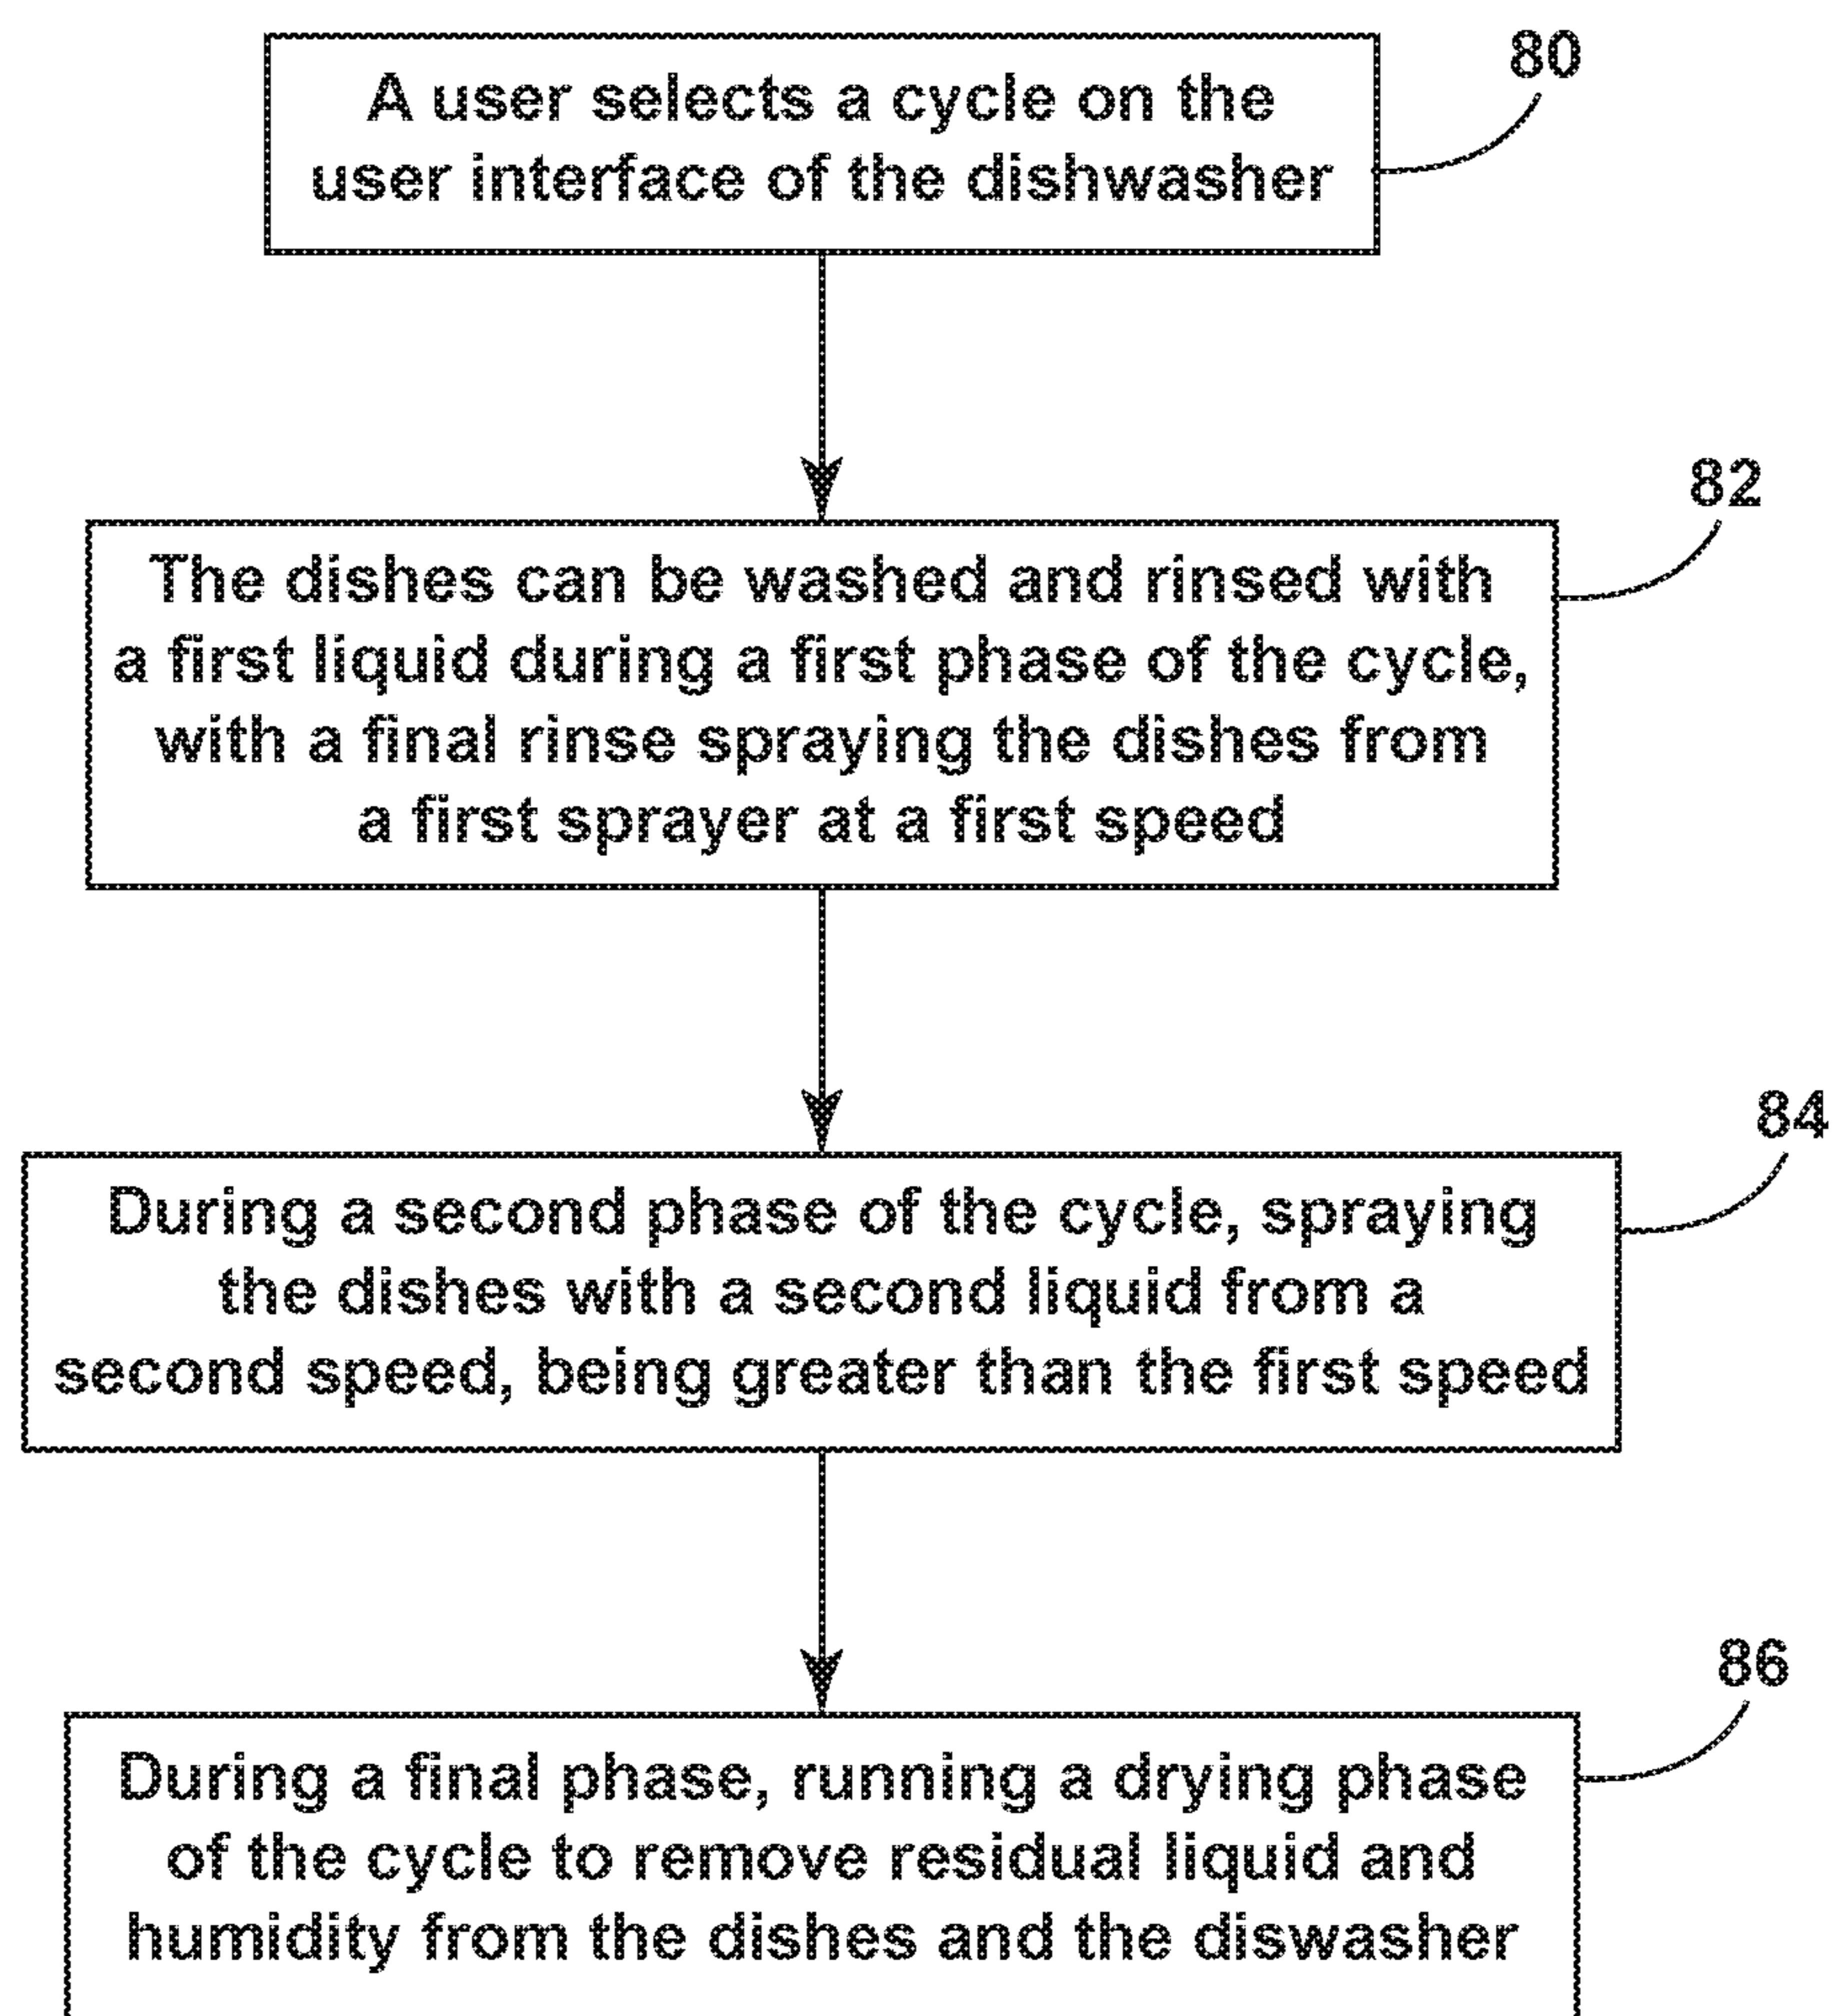 A user selects a cycle on the
user interface of the dishwasher
80
The dishes can be washed and rinsed with
a first liquid during a first phase of the cycle,
with a final rinse spraying the dishes from
a first sprayer at a first speed
82
During a second phase of the cycle, spraying
the dishes with a second liquid from a
second speed, being greater than the first speed
84
During a final phase, running a drying phase
of the cycle to remove residual liquid and
humidity from the dishes and the diswasher
86